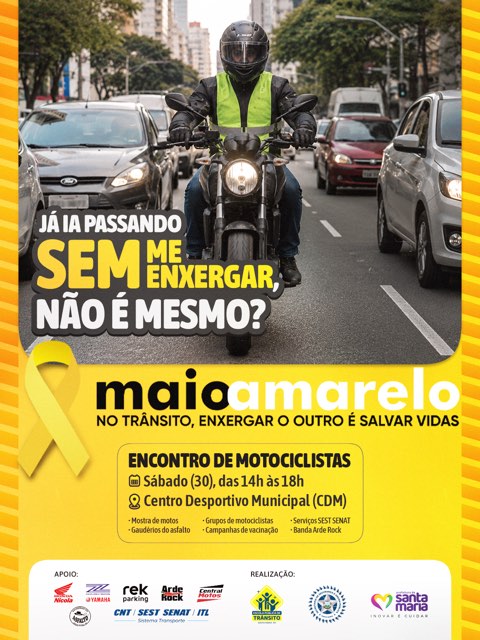 JÁ IA PASSANDO
SEM ME
ENXERGAR,
NÃO É MESMO?
maioamarelo
NO TRÂNSITO, ENXERGAR O OUTRO É SALVAR VIDAS
ENCONTRO DE MOTOCICLISTAS
Sábado (30), das 14h às 18h
Centro Desportivo Municipal (CDM)
• Mostra de motos • Grupos de motociclistas • Serviços SEST SENAT
• Gaudérios do asfalto • Campanhas de vacinação • Banda Arde Rock
APOIO: REALIZAÇÃO:
HONDA Nicola YAMAHA rek parking Arde Rock Central Motos
CNT / SEST SENAT / ITL
Sistema Transporte
TRÂNSITO
santa maria
INOVAR É CUIDAR